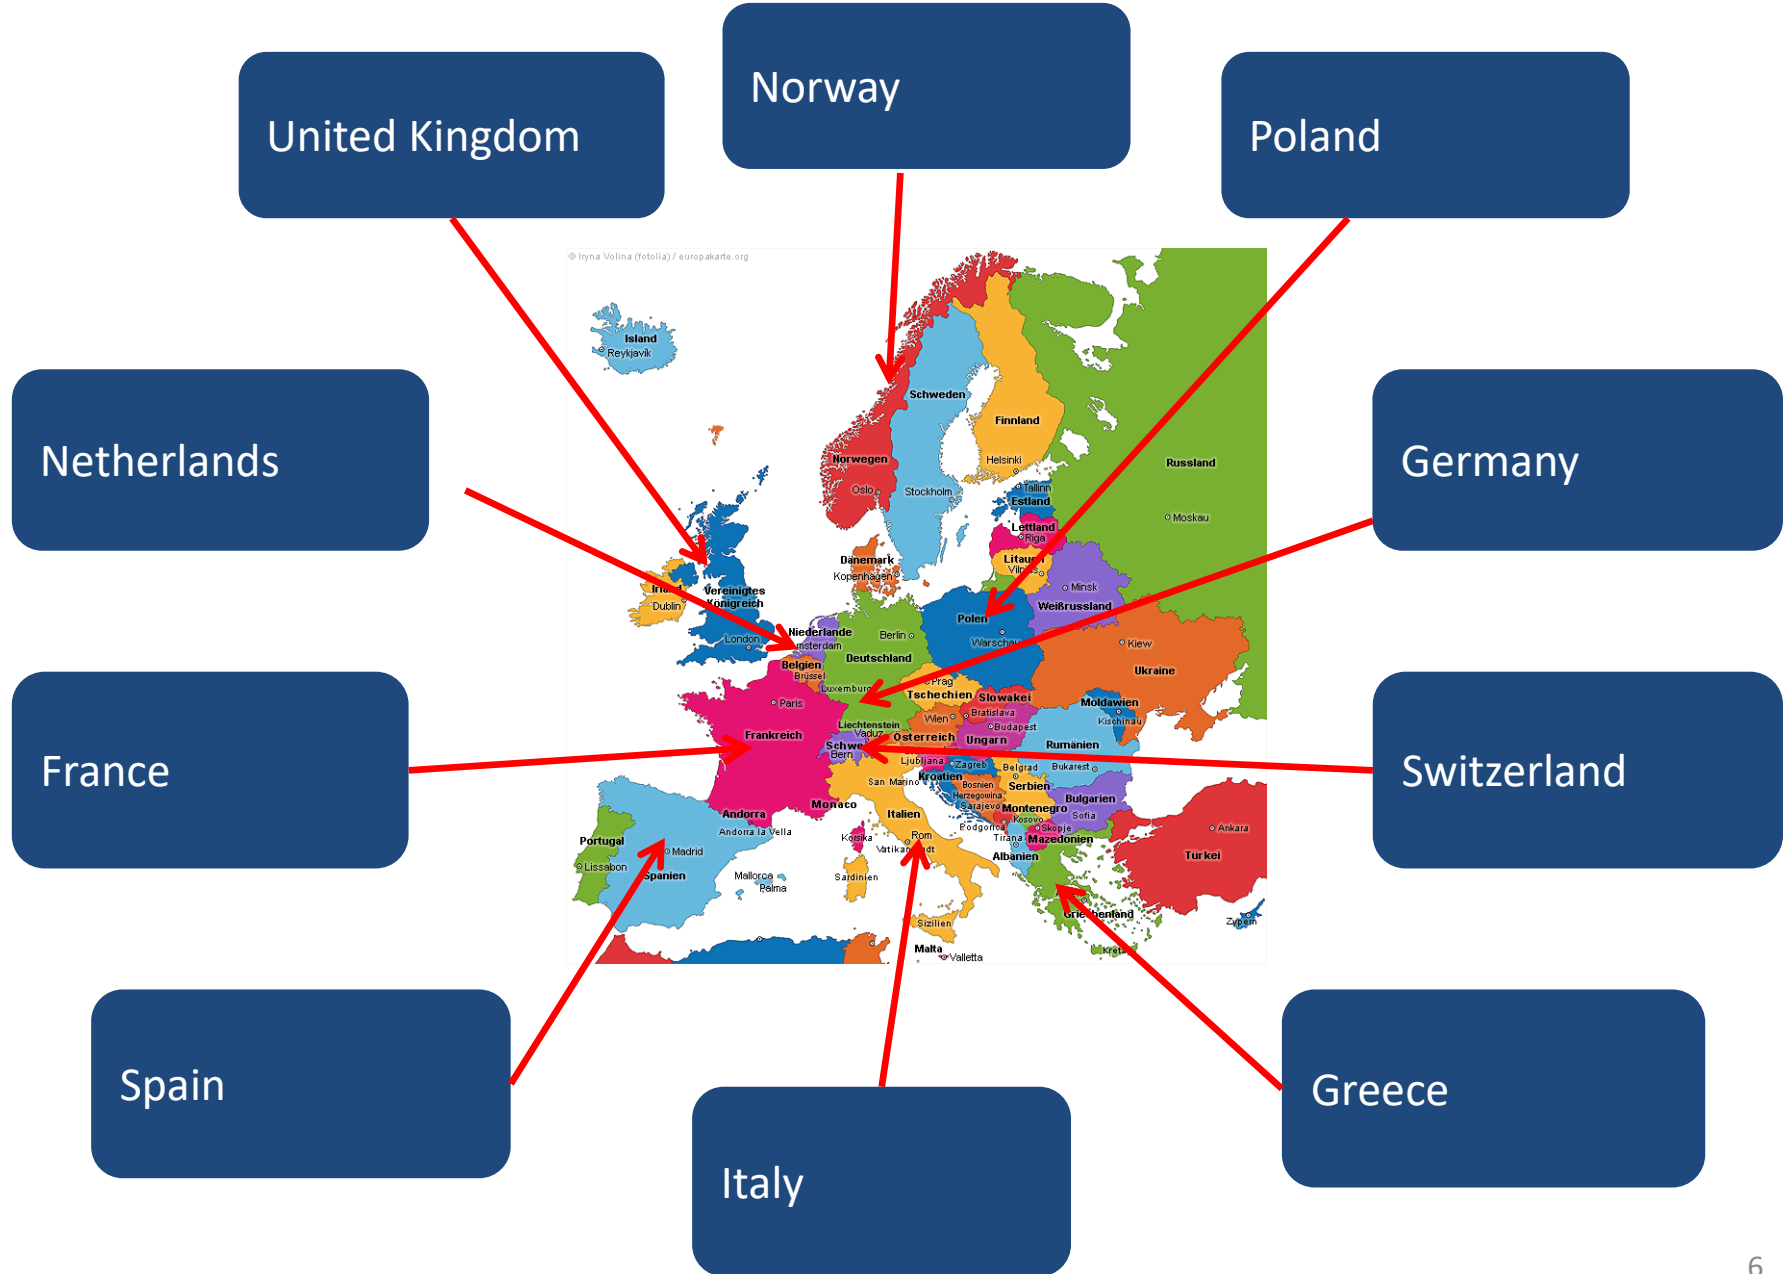 Norway
United Kingdom
Poland
© Iryna Volina (fotolia) / europakarte.org
Island
Reykjavík
Netherlands
Germany
Schweden
Finnland
Norwegen
Helsinki
Russland
Oslo
Stockholm
Tallinn
Estland
Moskau
Lettland
Riga
Dänemark
Litauen
Kopenhagen
Minsk
Vereinigtes
Königreich
Dublin
Weißrussland
Polen
Niederlande
Berlin
London
Warschau
Kiew
Deutschland
Belgien
Brüssel
Ukraine
Luxemburg
Prag
Tschechien
Slowakei
Paris
Moldawien
Bratislava
Wien
Kischinau
Liechtenstein
Budapest
Vaduz
Frankreich
Österreich
Ungarn
Rumänien
Bern
France
Switzerland
Ljubljana
Zagreb
Belgrad
Bukarest
San Marino
Kroatien
Bosnien
Serbien
Herzegowina
Bulgarien
Monaco
Sarajevo
Montenegro
Andorra
Italien
Kosovo
Sofia
Andorra la Vella
Podgorica
Skopje
Ankara
Portugal
Korsika
Rom
Tirana
Mazedonien
Madrid
Albanien
Türkei
Lissabon
Spanien
Mallorca
Palma
Sardinien
Griechenland
Zypern
Sizilien
Malta
Valletta
Kreta
Spain
Greece
Italy
6